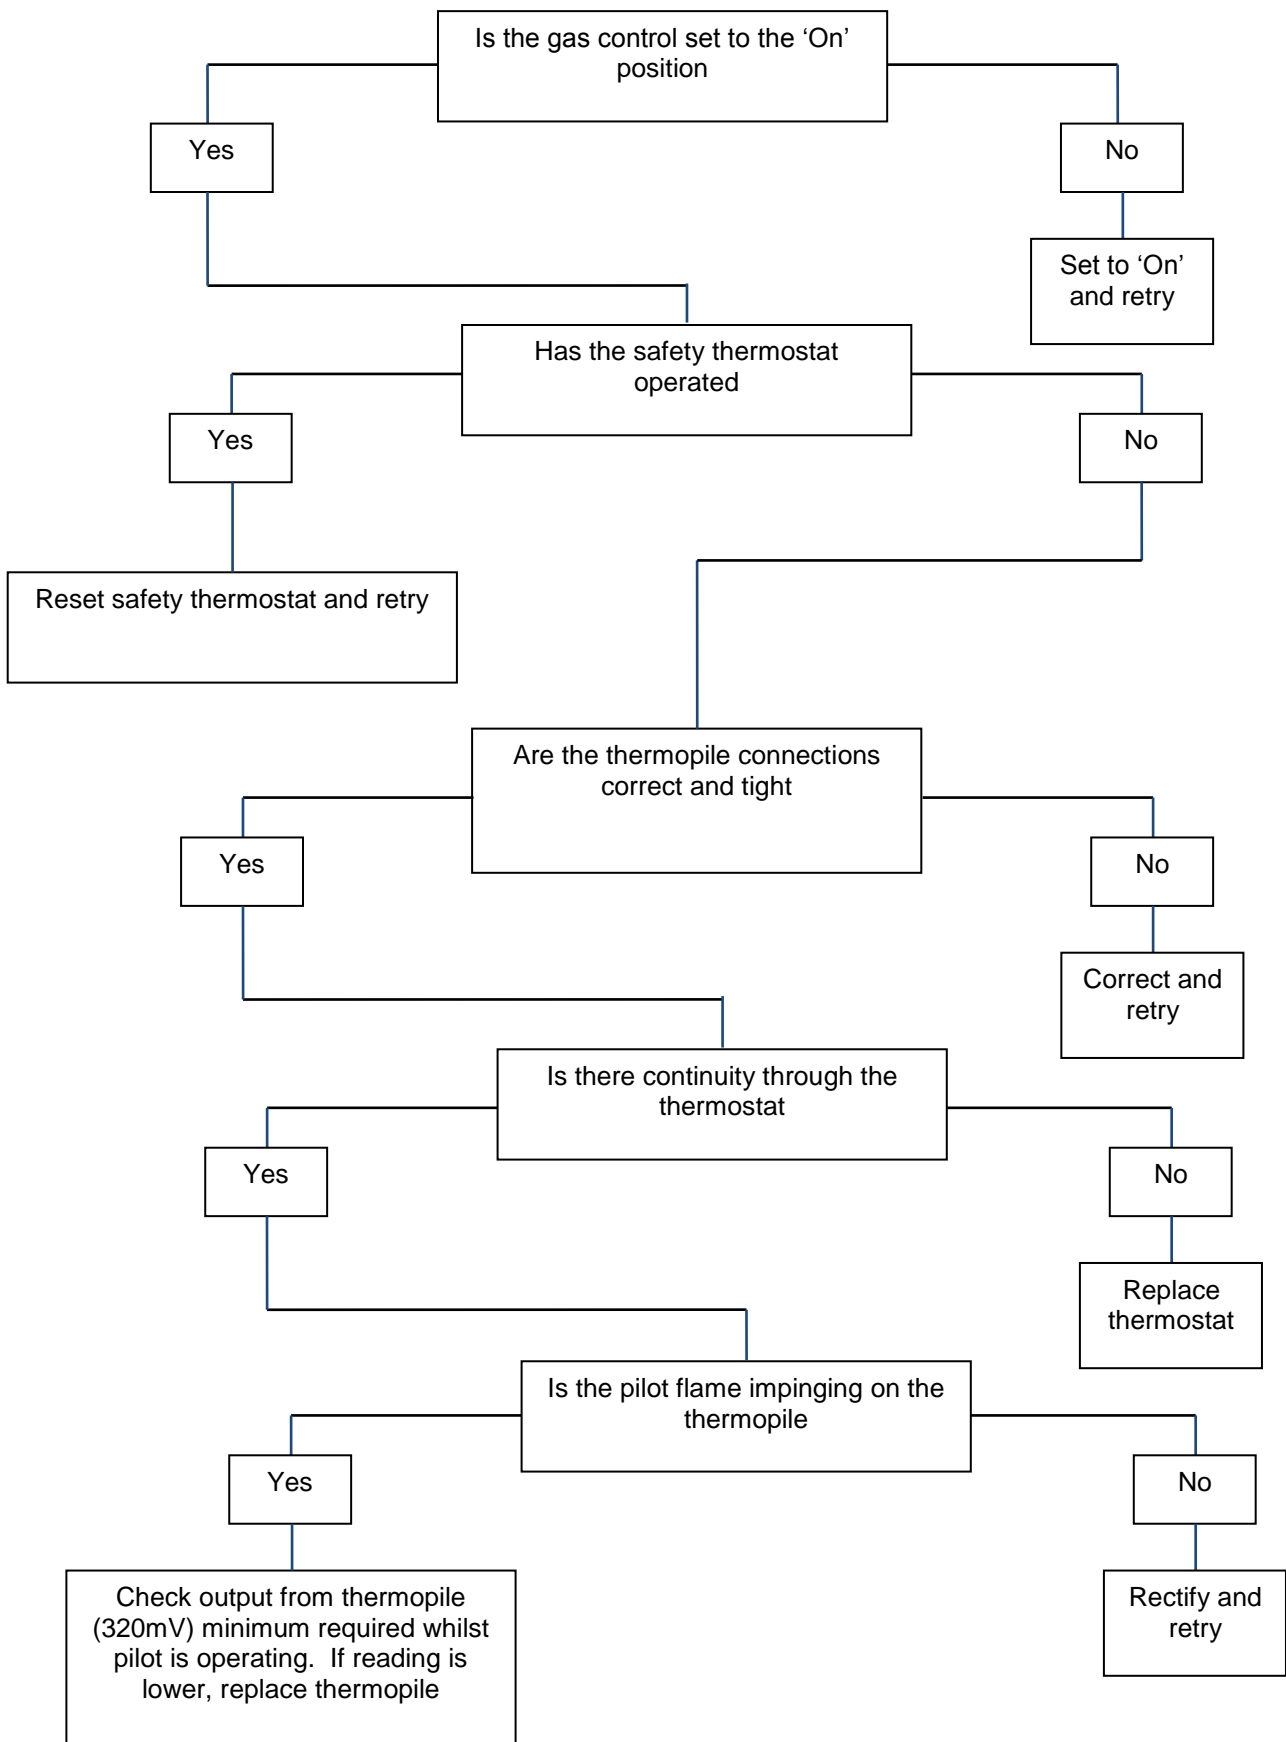 Is the gas control set to the ‘On’
position
Yes
No
Set to ‘On’
and retry
Has the safety thermostat
operated
Yes
No
Reset safety thermostat and retry
Are the thermopile connections
correct and tight
Yes
No
Correct and
retry
Is there continuity through the
thermostat
Yes
No
Replace
thermostat
Is the pilot flame impinging on the
thermopile
Yes
No
Check output from thermopile
(320mV) minimum required whilst
pilot is operating.  If reading is
lower, replace thermopile
Rectify and
retry